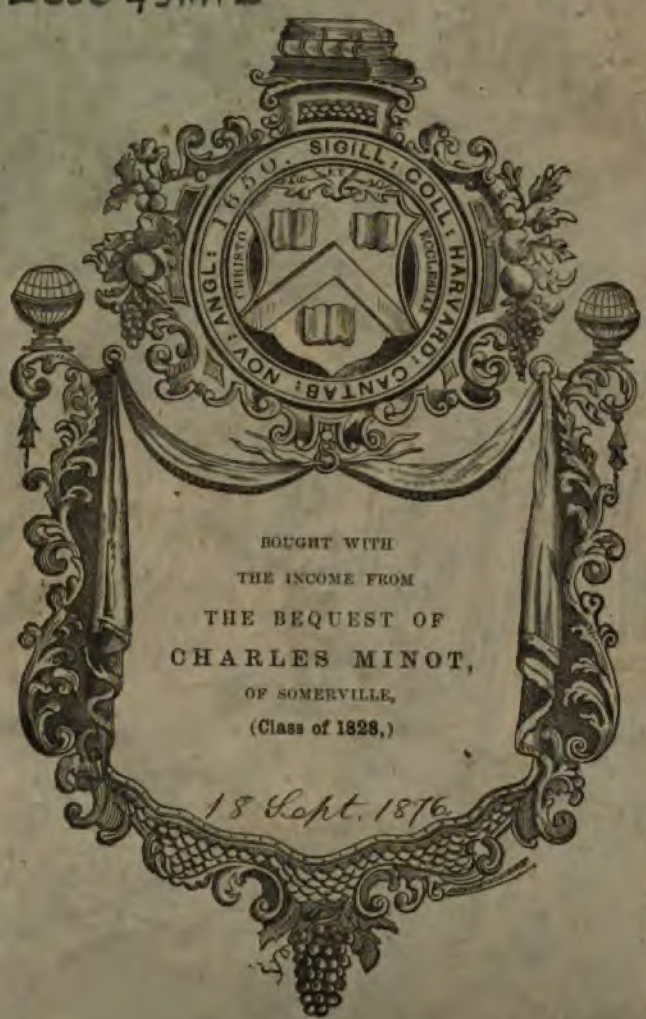 SIGILL: COLL: HARVARD: CANTAB: NOV: ANGL: 1650.
CHRISTO
ECCLESIAE
BOUGHT WITH
THE INCOME FROM
THE BEQUEST OF
CHARLES MINOT,
OF SOMERVILLE,
(Class of 1828,)
18 Sept. 1876